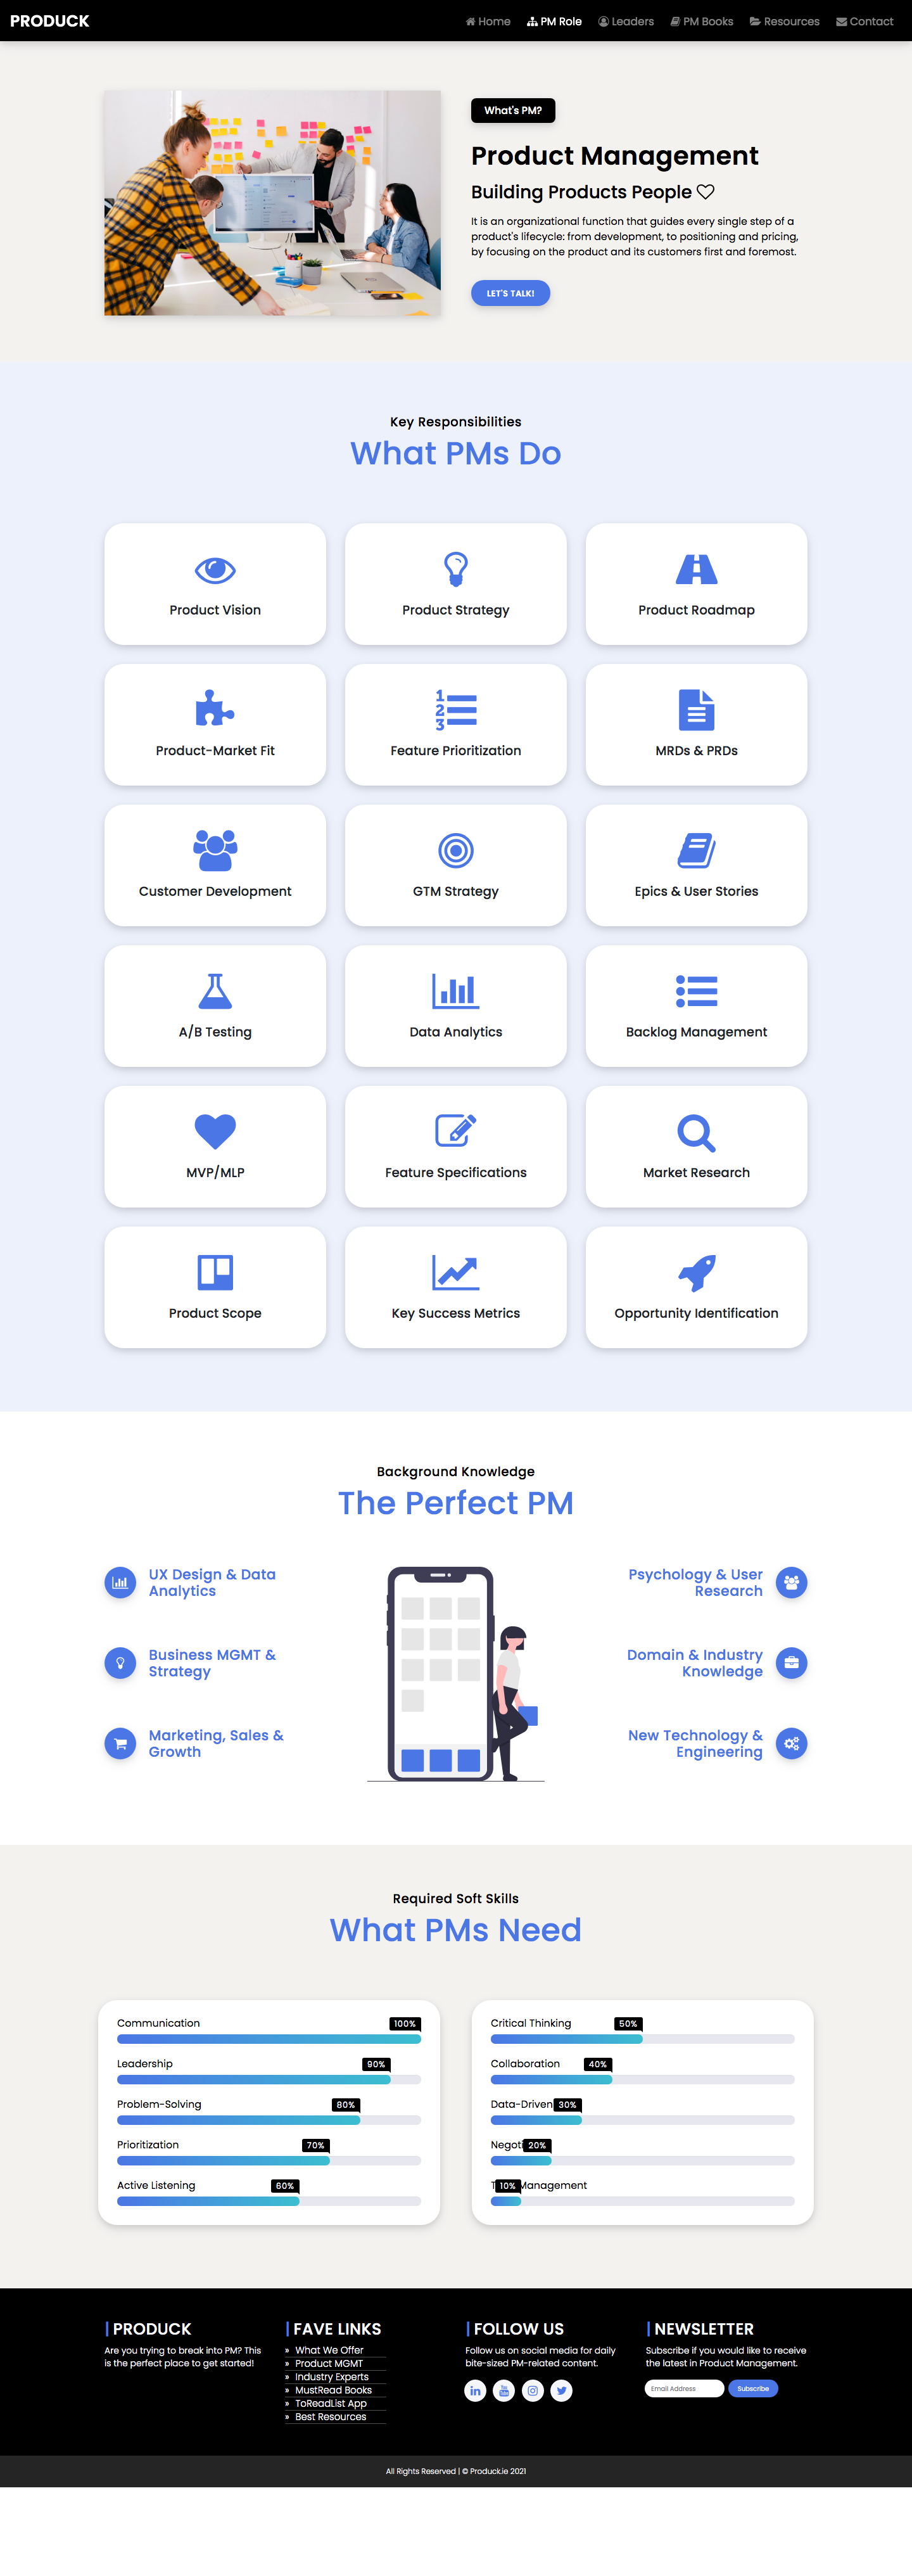 PRODUCK
Home
PM Role
Leaders
PM Books
Resources
Contact
What's PM?
Product Management
Building Products People
It is an organizational function that guides every single step of a
product's lifecycle: from development, to positioning and pricing,
by focusing on the product and its customers first and foremost.
LET'S TALK!
Key Responsibilities
What PMs Do
Product Vision
Product Strategy
Product Roadmap
1
2
3
Product-Market Fit
Feature Prioritization
MRDs & PRDs
Customer Development
GTM Strategy
Epics & User Stories
A/B Testing
Data Analytics
Backlog Management
MVP/MLP
Feature Specifications
Market Research
Product Scope
Key Success Metrics
Opportunity Identification
Background Knowledge
The Perfect PM
UX Design & Data
Analytics
Business MGMT &
Strategy
Marketing, Sales &
Growth
Psychology & User
Research
Domain & Industry
Knowledge
New Technology &
Engineering
Required Soft Skills
What PMs Need
Communication 100%
Leadership 90%
Problem-Solving 80%
Prioritization 70%
Active Listening 60%
Critical Thinking 50%
Collaboration 40%
Data-Driven 30%
20%
10% Management
PRODUCK
Are you trying to break into PM? This
is the perfect place to get started!
FAVE LINKS
» What We Offer
» Product MGMT
» Industry Experts
» MustRead Books
» ToReadList App
» Best Resources
FOLLOW US
Follow us on social media for daily
bite-sized PM-related content.
NEWSLETTER
Subscribe if you would like to receive
the latest in Product Management.
Email Address
Subscribe
All Rights Reserved | © Produck.ie 2021